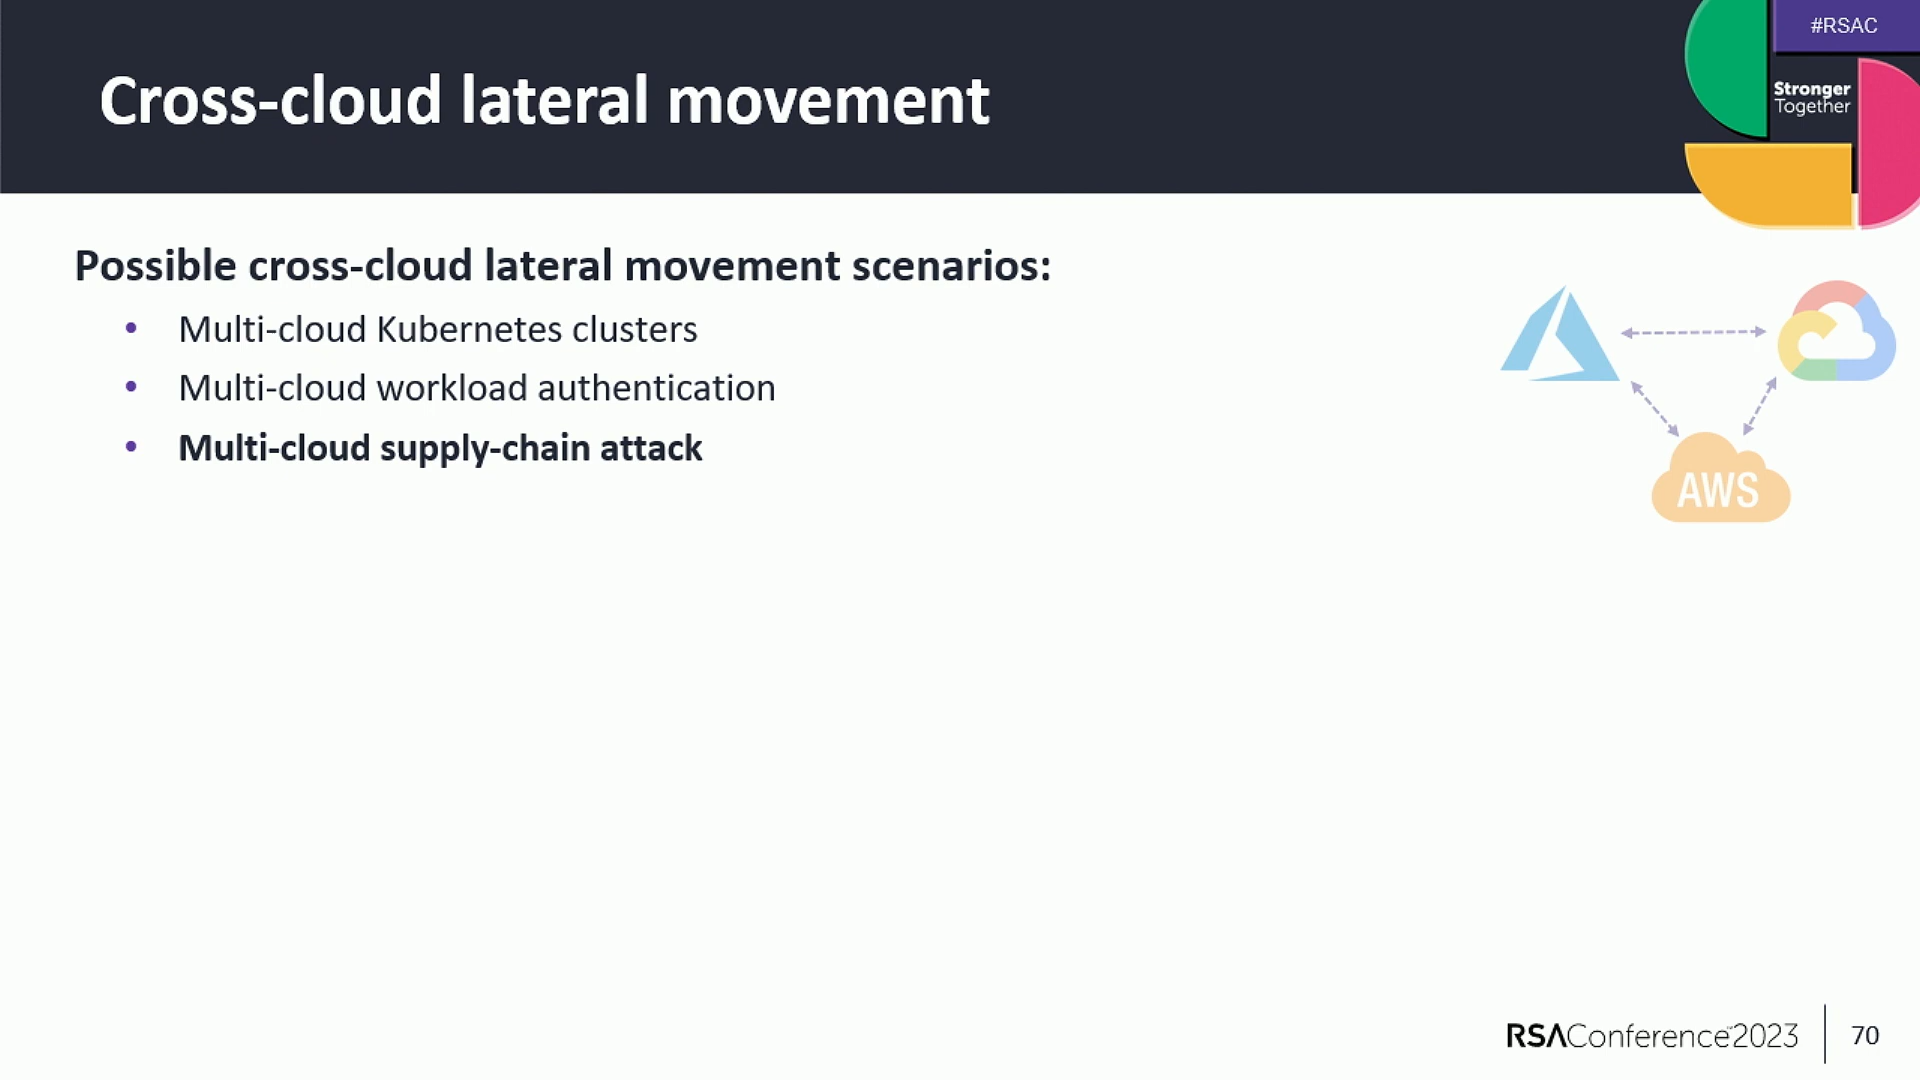 #RSAC
Cross-cloud lateral movement
Stronger
Together
Possible cross-cloud lateral movement scenarios:
• Multi-cloud Kubernetes clusters
• Multi-cloud workload authentication
• Multi-cloud supply-chain attack
AWS
RSAConference™2023
70